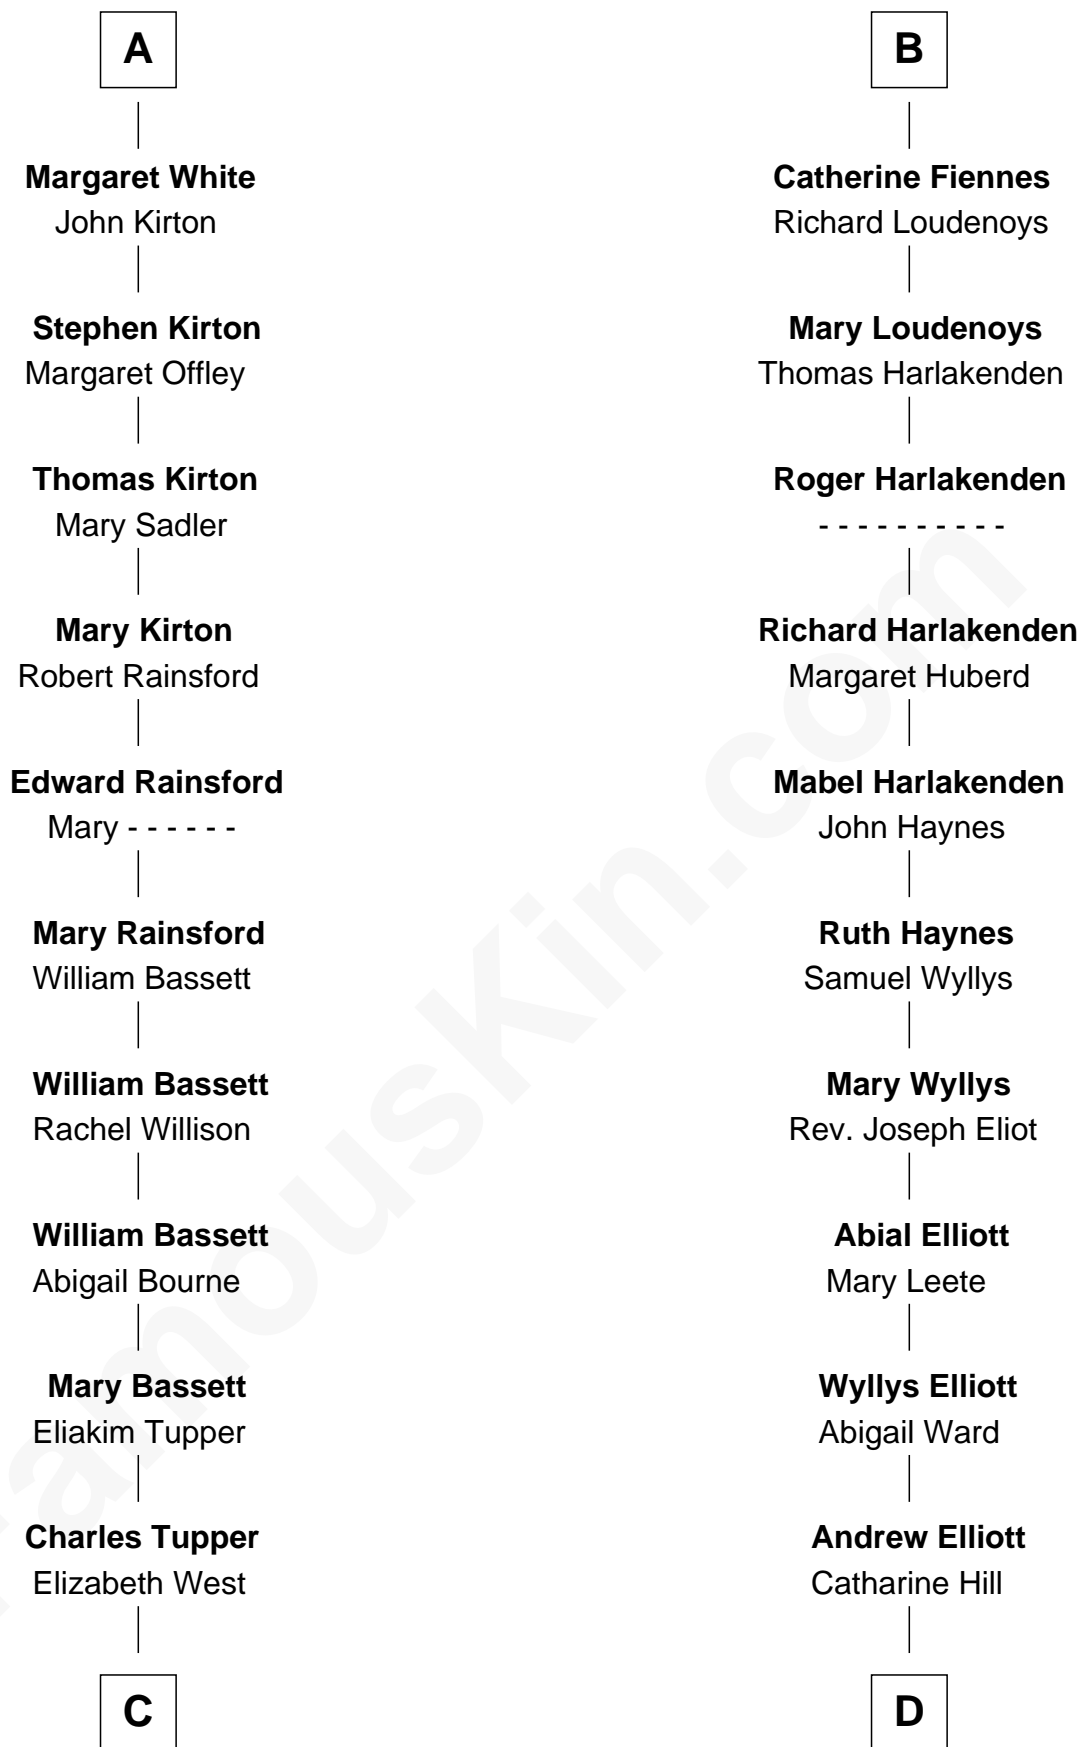 A
Margaret White
John Kirton
Stephen Kirton
Margaret Offley
Thomas Kirton
Mary Sadler
Mary Kirton
Robert Rainsford
Edward Rainsford
Mary - - - - - -
Mary Rainsford
William Bassett
William Bassett
Rachel Willison
William Bassett
Abigail Bourne
Mary Bassett
Eliakim Tupper
Charles Tupper
Elizabeth West
C
B
Catherine Fiennes
Richard Loudenoys
Mary Loudenoys
Thomas Harlakenden
Roger Harlakenden
- - - - - - - - - -
Richard Harlakenden
Margaret Huberd
Mabel Harlakenden
John Haynes
Ruth Haynes
Samuel Wyllys
Mary Wyllys
Rev. Joseph Eliot
Abial Elliott
Mary Leete
Wyllys Elliott
Abigail Ward
Andrew Elliott
Catharine Hill
D
FamousKin.com